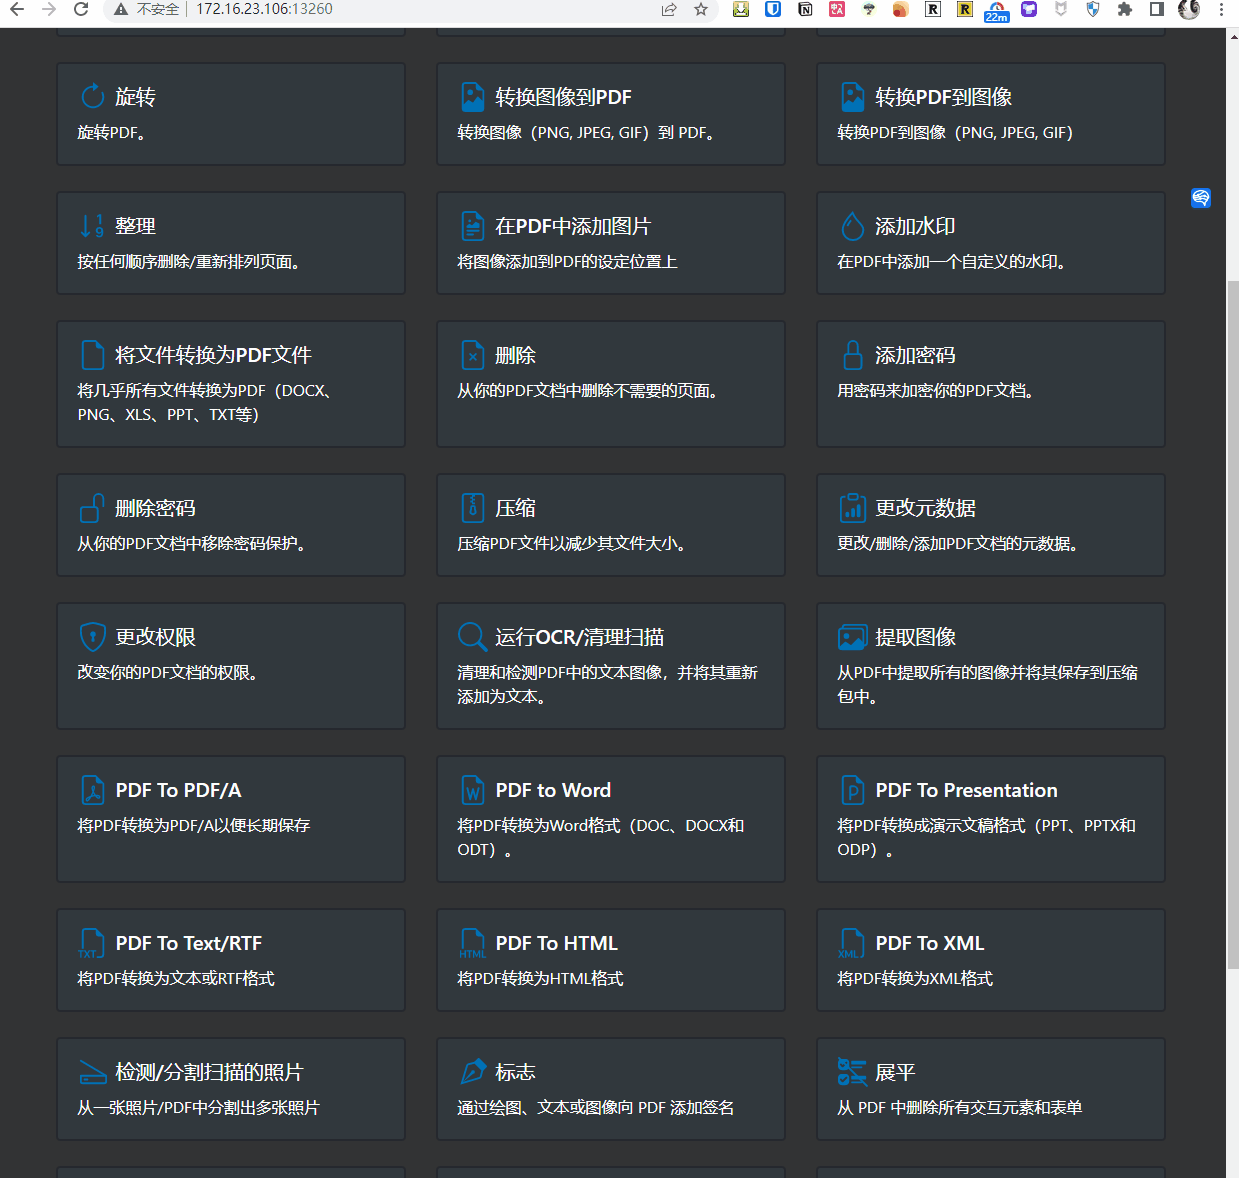 不安全 172.16.23.106:13260
22m
旋转
旋转PDF。
转换图像到PDF
转换图像（PNG, JPEG, GIF）到 PDF。
转换PDF到图像
转换PDF到图像（PNG, JPEG, GIF）
整理
按任何顺序删除/重新排列页面。
在PDF中添加图片
将图像添加到PDF的设定位置上
添加水印
在PDF中添加一个自定义的水印。
将文件转换为PDF文件
将几乎所有文件转换为PDF（DOCX、
PNG、XLS、PPT、TXT等）
删除
从你的PDF文档中删除不需要的页面。
添加密码
用密码来加密你的PDF文档。
删除密码
从你的PDF文档中移除密码保护。
压缩
压缩PDF文件以减少其文件大小。
更改元数据
更改/删除/添加PDF文档的元数据。
更改权限
改变你的PDF文档的权限。
运行OCR/清理扫描
清理和检测PDF中的文本图像，并将其重新
添加为文本。
提取图像
从PDF中提取所有的图像并将其保存到压缩
包中。
PDF To PDF/A
将PDF转换为PDF/A以便长期保存
PDF to Word
将PDF转换为Word格式（DOC、DOCX和
ODT）。
PDF To Presentation
将PDF转换成演示文稿格式（PPT、PPTX和
ODP）。
TXT
PDF To Text/RTF
将PDF转换为文本或RTF格式
HTML
PDF To HTML
将PDF转换为HTML格式
XML
PDF To XML
将PDF转换为XML格式
检测/分割扫描的照片
从一张照片/PDF中分割出多张照片
标志
通过绘图、文本或图像向 PDF 添加签名
展平
从 PDF 中删除所有交互元素和表单